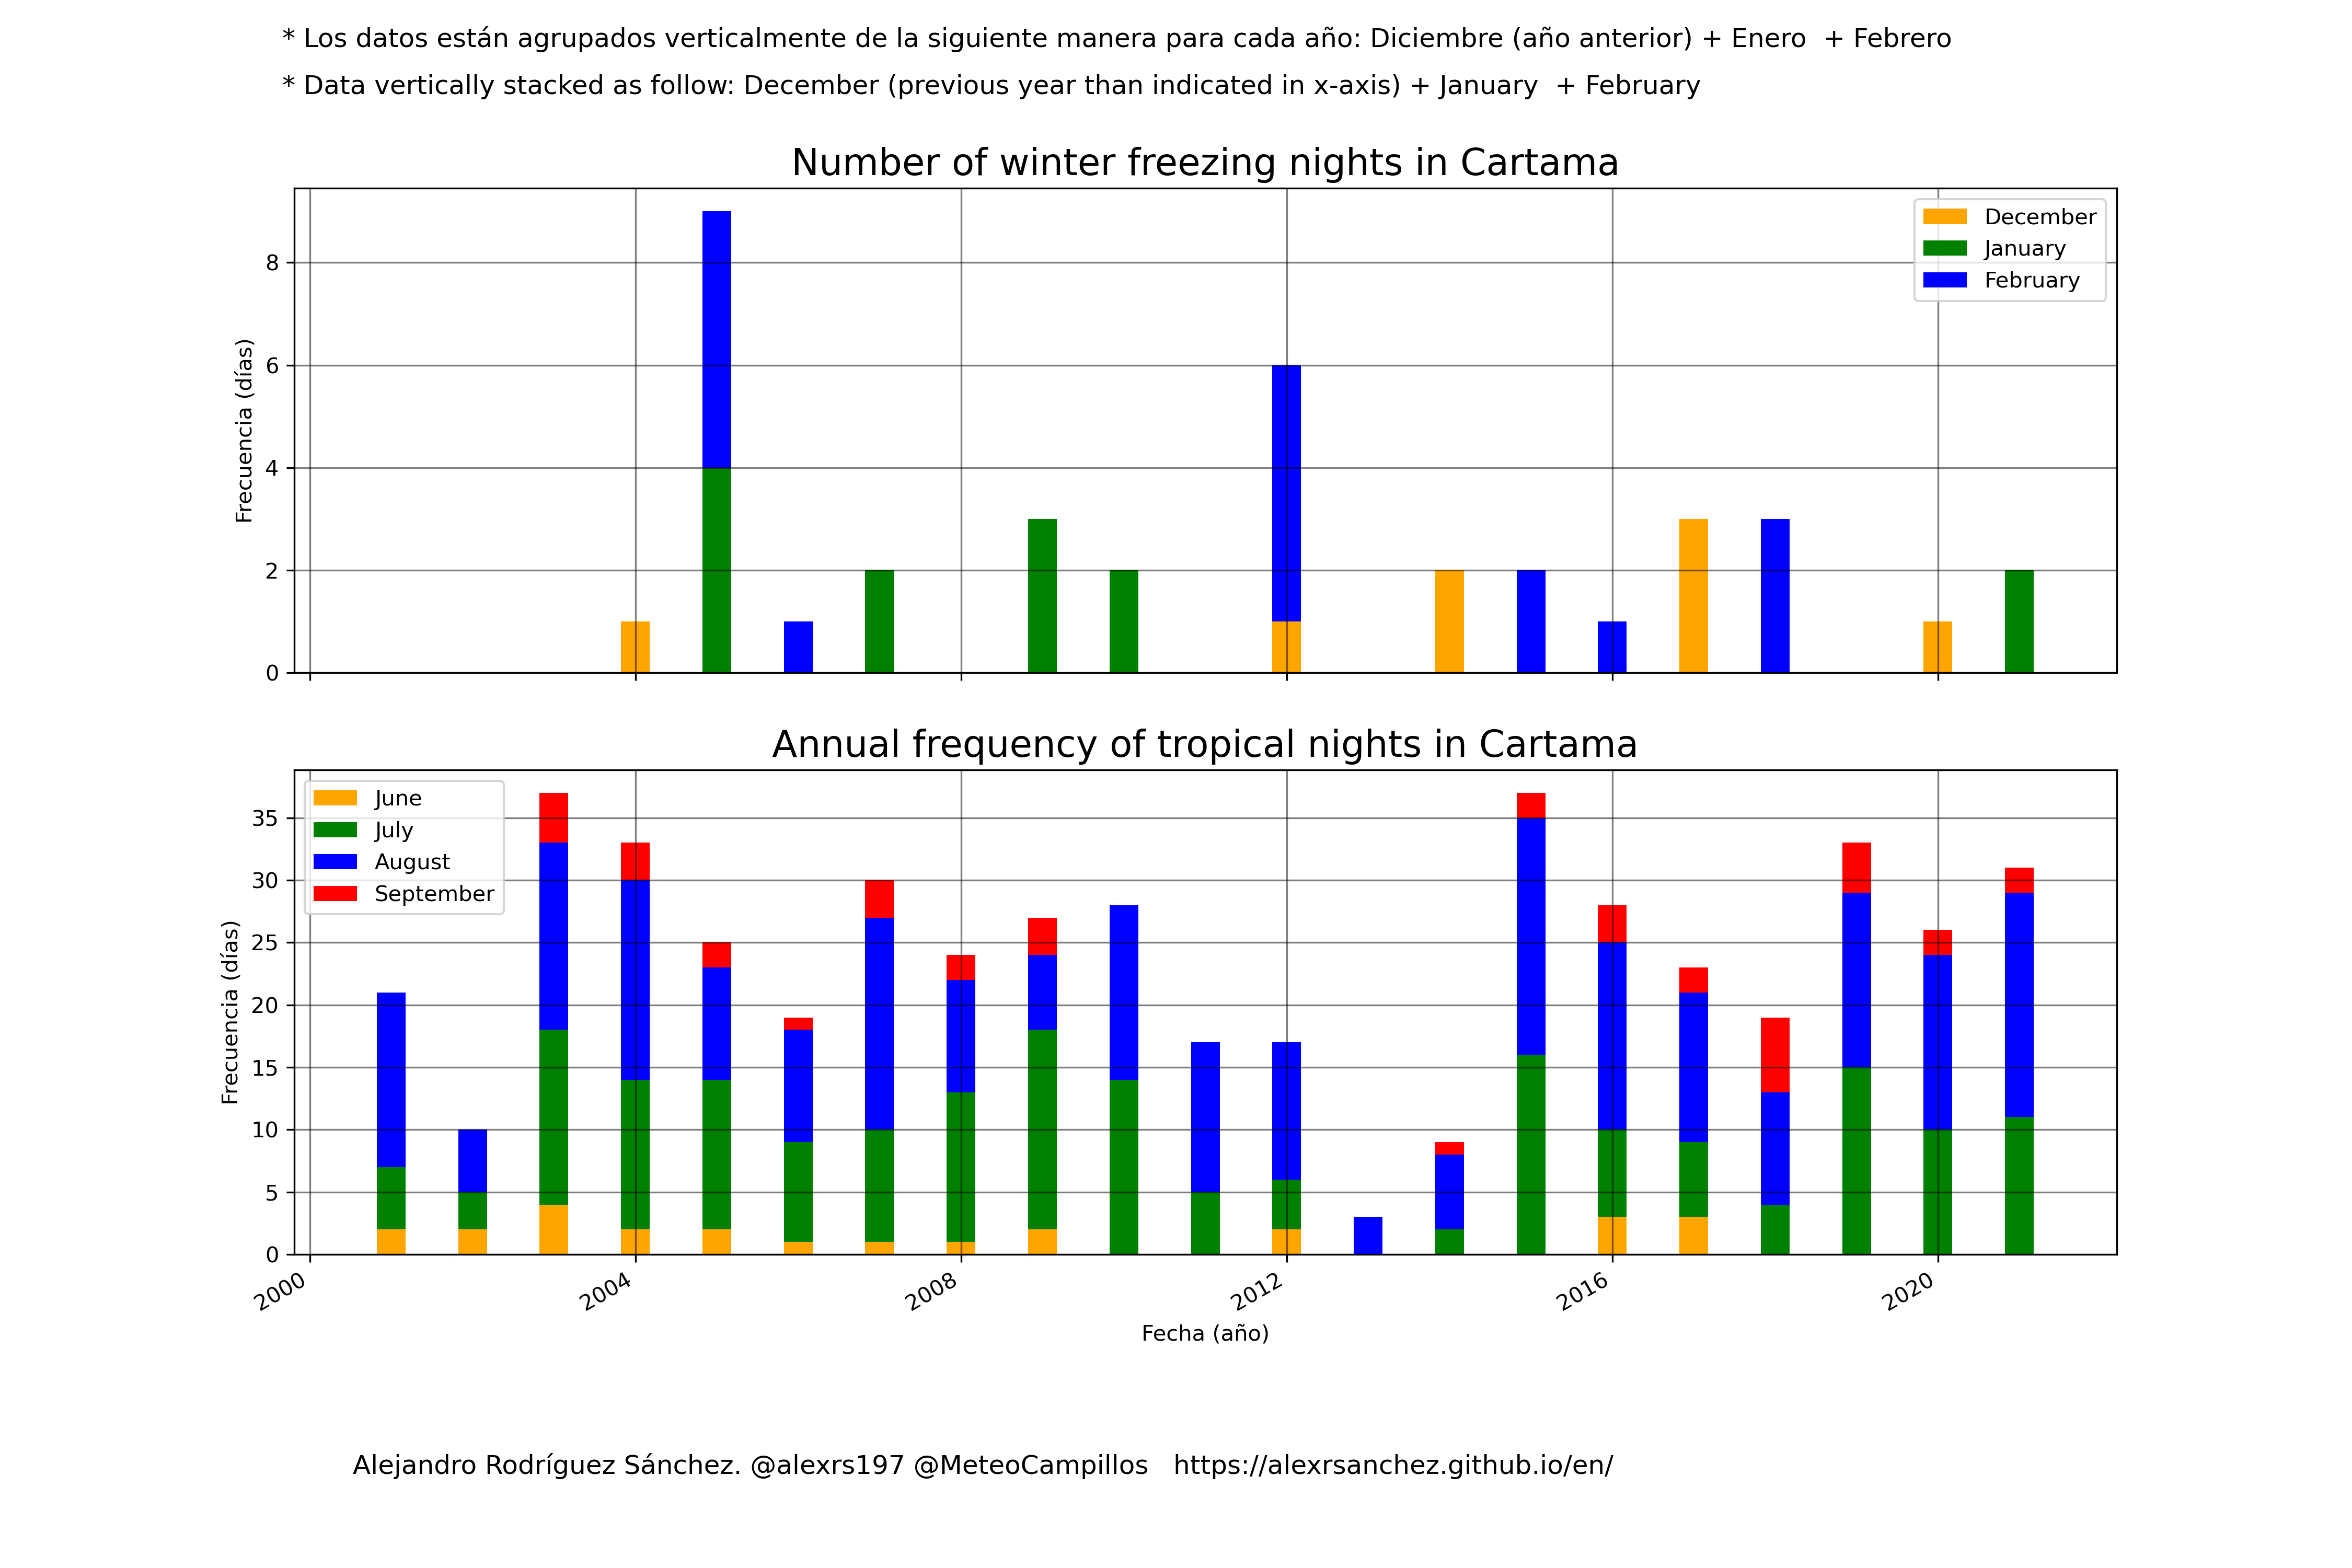 * Los datos están agrupados verticalmente de la siguiente manera para cada año: Diciembre (año anterior) + Enero  + Febrero
* Data vertically stacked as follow: December (previous year than indicated in x-axis) + January  + February
Number of winter freezing nights in Cartama
Frecuencia (días)
8
6
4
2
0
December
January
February
Annual frequency of tropical nights in Cartama
Frecuencia (días)
35
30
25
20
15
10
5
0
June
July
August
September
2000
2004
2008
2012
2016
2020
Fecha (año)
Alejandro Rodríguez Sánchez. @alexrs197 @MeteoCampillos   https://alexrsanchez.github.io/en/